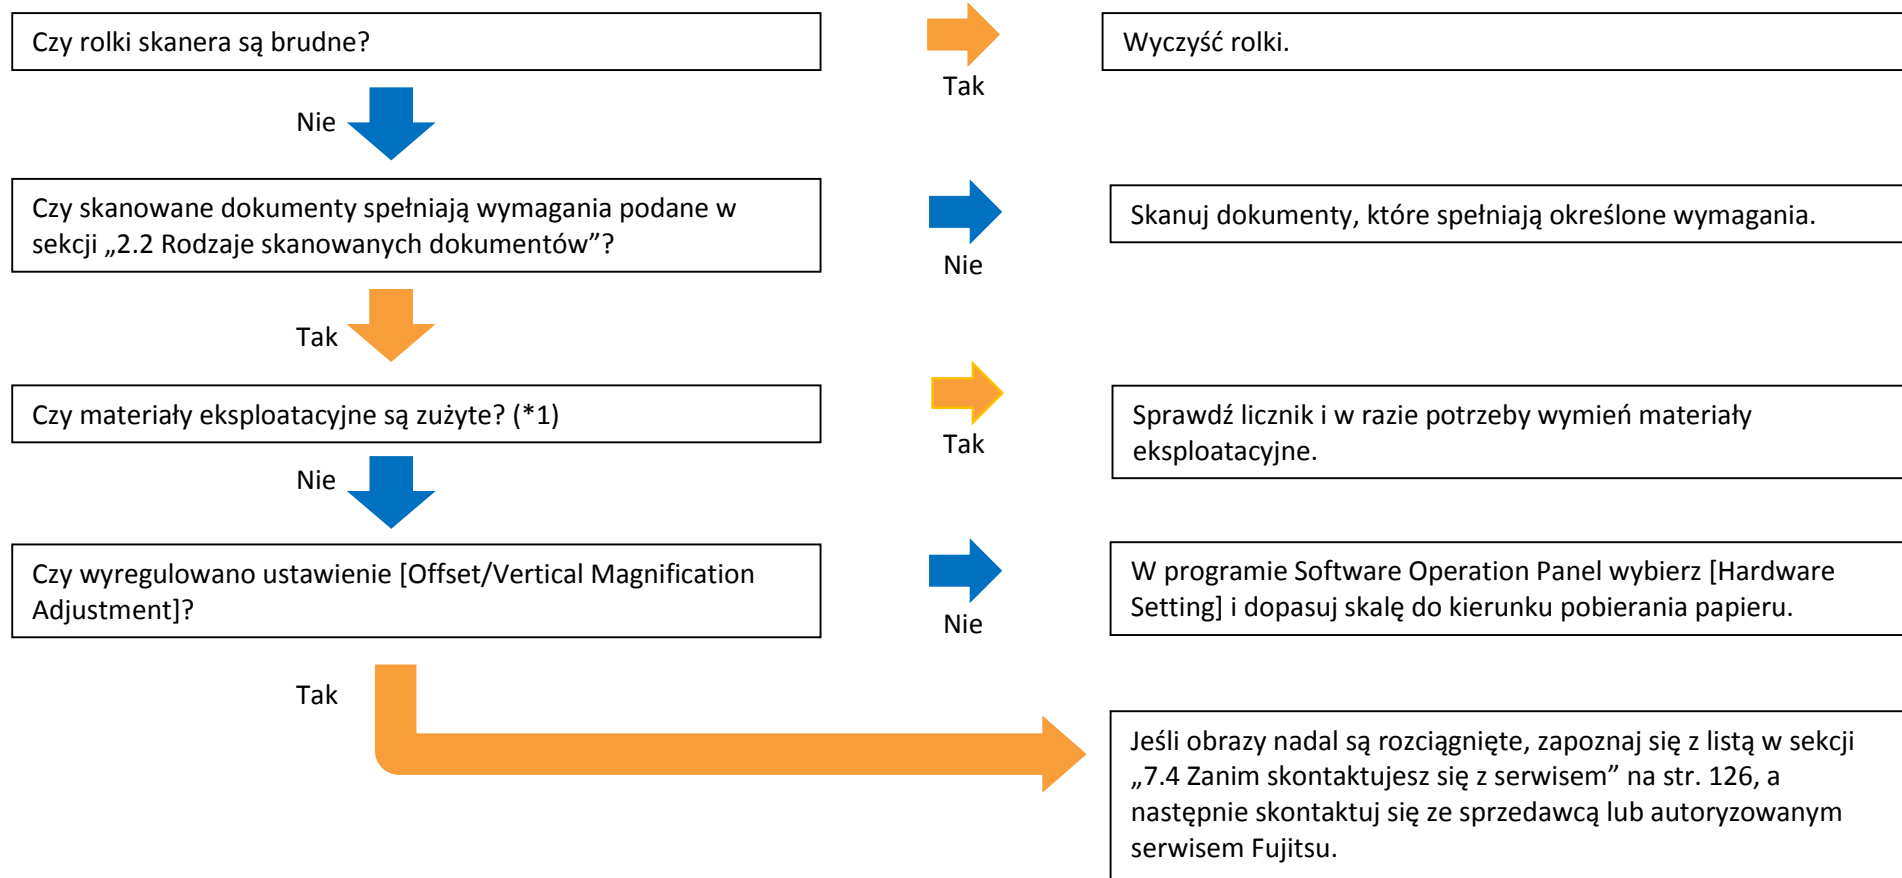 Czy rolki skanera są brudne?
Tak
Wyczyść rolki.
Nie
Czy skanowane dokumenty spełniają wymagania podane w
sekcji „2.2 Rodzaje skanowanych dokumentów”?
Nie
Skanuj dokumenty, które spełniają określone wymagania.
Tak
Czy materiały eksploatacyjne są zużyte? (*1)
Tak
Sprawdź licznik i w razie potrzeby wymień materiały
eksploatacyjne.
Nie
Czy wyregulowano ustawienie [Offset/Vertical Magnification
Adjustment]?
Nie
W programie Software Operation Panel wybierz [Hardware
Setting] i dopasuj skalę do kierunku pobierania papieru.
Tak
Jeśli obrazy nadal są rozciągnięte, zapoznaj się z listą w sekcji
„7.4 Zanim skontaktujesz się z serwisem” na str. 126, a
następnie skontaktuj się ze sprzedawcą lub autoryzowanym
serwisem Fujitsu.